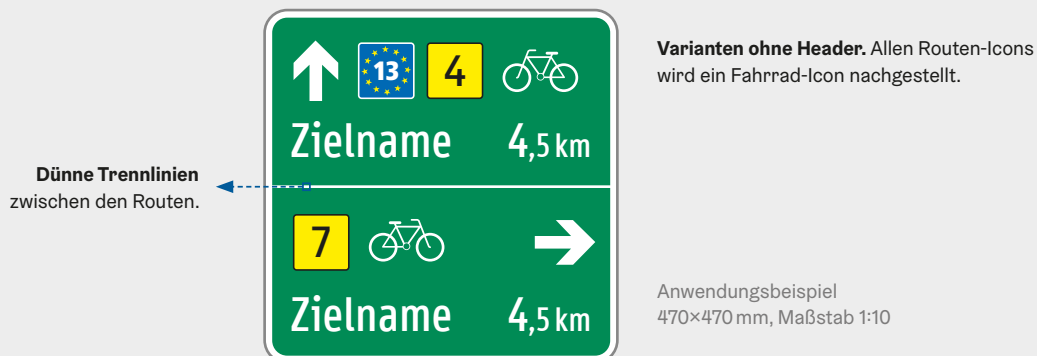 13 4
Zielname 4,5 km
7
Zielname 4,5 km
Varianten ohne Header. Allen Routen-Icons
wird ein Fahrrad-Icon nachgestellt.
Dünne Trennlinien
zwischen den Routen.
Anwendungsbeispiel
470×470 mm, Maßstab 1:10